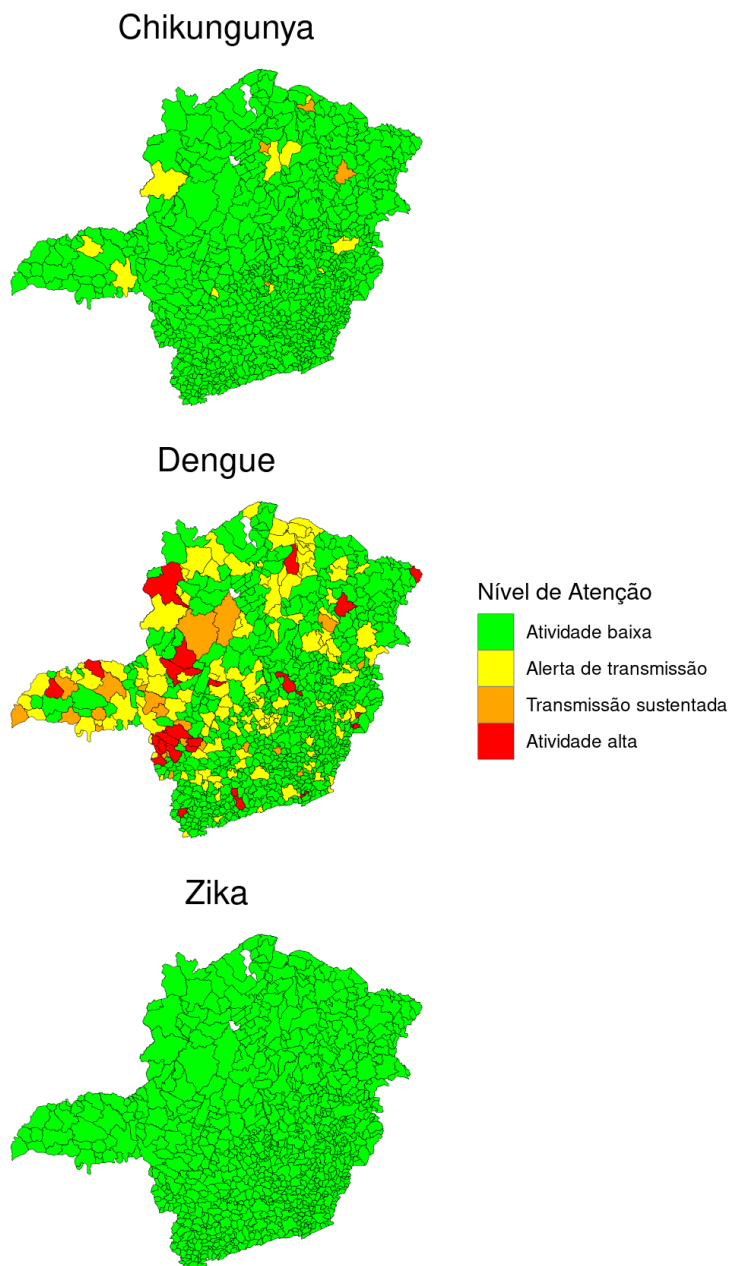 Chikungunya
Dengue
Nível de Atenção
Atividade baixa
Alerta de transmissão
Transmissão sustentada
Atividade alta
Zika